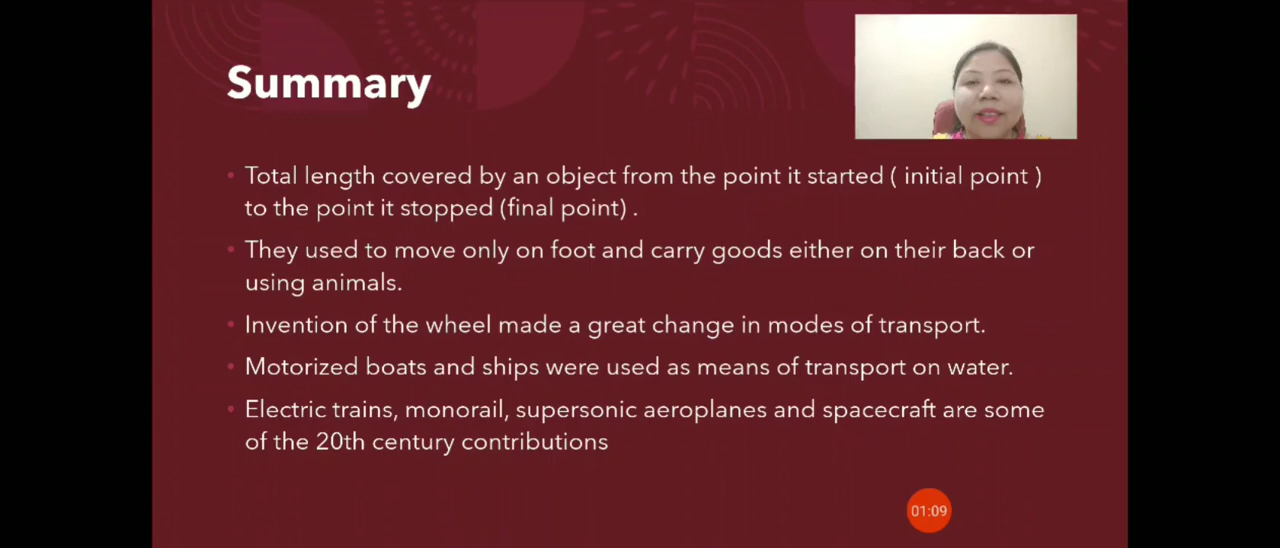 Summary
• Total length covered by an object from the point it started ( initial point )
to the point it stopped (final point) .
• They used to move only on foot and carry goods either on their back or
using animals.
• Invention of the wheel made a great change in modes of transport.
• Motorized boats and ships were used as means of transport on water.
• Electric trains, monorail, supersonic aeroplanes and spacecraft are some
of the 20th century contributions
01:09